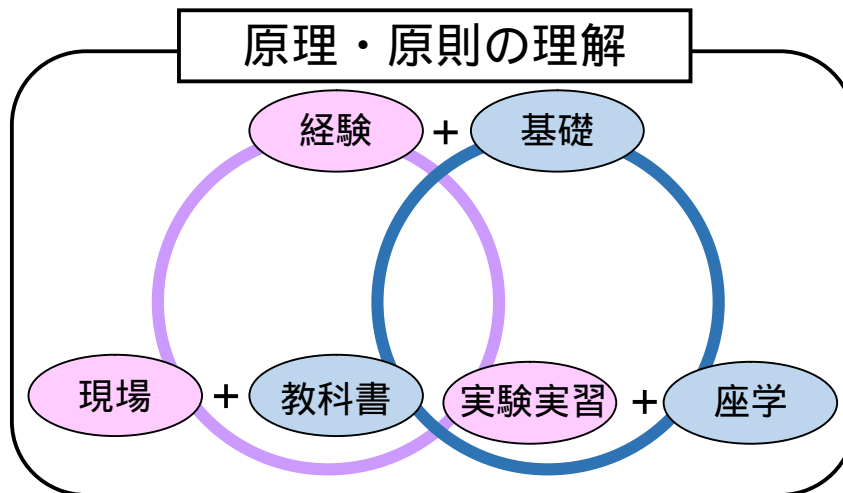 原理・原則の理解
経験 + 基礎
現場 + 教科書 実験実習 + 座学